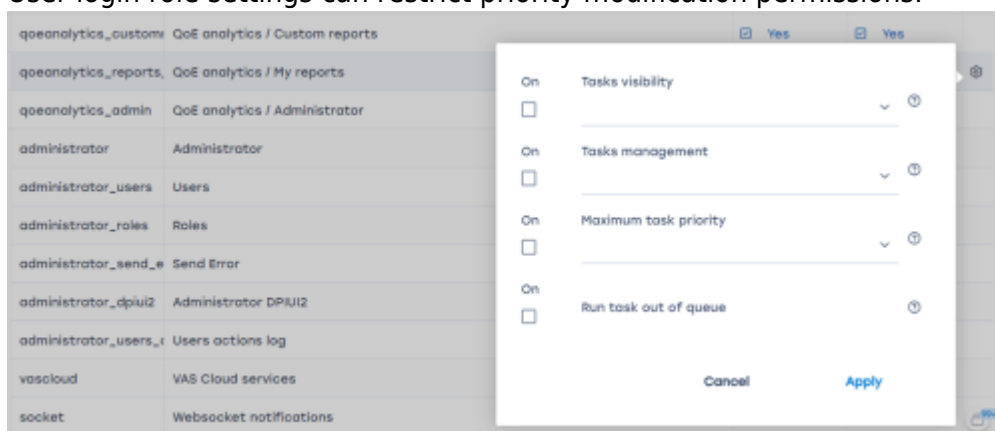 User login role settings can restrict priority modification permissions.
qoeanalytics_custom QoE analytics / Custom reports Yes Yes
qoeanalytics_reports, QoE analytics / My reports
qoeanalytics_admin QoE analytics / Administrator
administrator Administrator
administrator_users Users
administrator_roles Roles
administrator_send_e Send Error
administrator_dpiui2 Administrator DPIUI2
administrator_users_ Users actions log
vascloud VAS Cloud services
socket Websocket notifications
On Tasks visibility
On Tasks management
On Maximum task priority
On
Run task out of queue
Cancel Apply